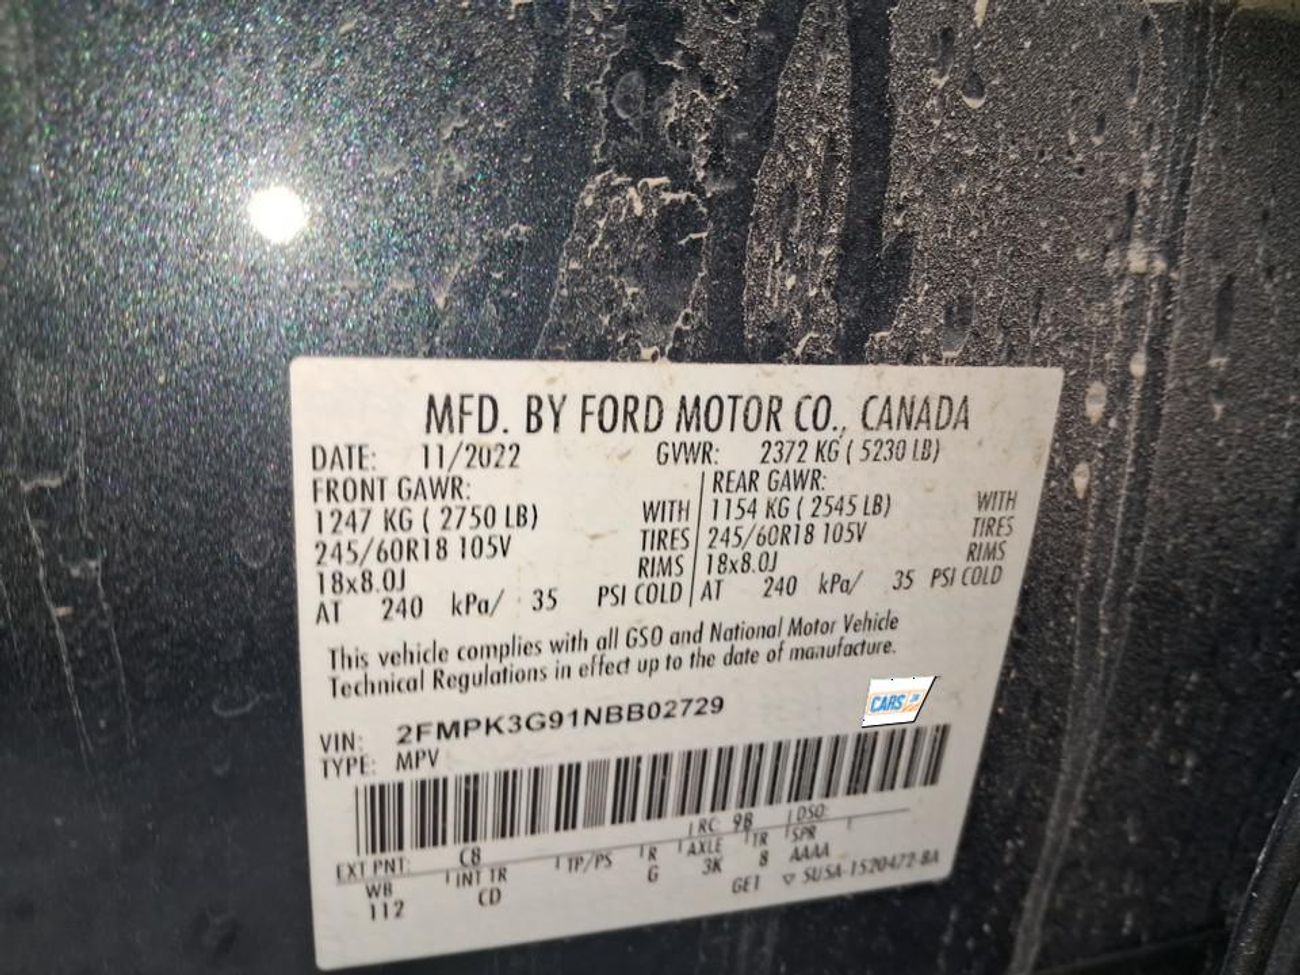 MFD. BY FORD MOTOR CO., CANADA
DATE: 11/2022 GVWR: 2372 KG ( 5230 LB)
FRONT GAWR: REAR GAWR:
1247 KG ( 2750 LB) WITH 1154 KG ( 2545 LB) WITH
245/60R18 105V TIRES 245/60R18 105V TIRES
18x8.0J RIMS 18x8.0J RIMS
AT 240 kPa/ 35 PSI COLD AT 240 kPa/ 35 PSI COLD
This vehicle complies with all GSO and National Motor Vehicle
Technical Regulations in effect up to the date of manufacture.
CARS 24
VIN: 2FMPK3G91NBB02729
TYPE: MPV
EXT PNT: C8 RC: 9B DSO:
WB INT TR TP/PS R AXLE TR SPR
112 CD G 3K 8 AAAA
GE1 SU5A-1520472-BA